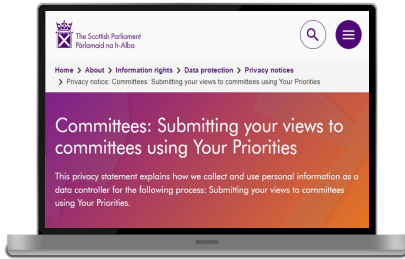 The Scottish Parliament
Pàrlamaid na h-Alba
Home > About > Information rights > Data protection > Privacy notices
> Privacy notice: Committees: Submitting your views to committees using Your Priorities
Committees: Submitting your views to
committees using Your Priorities
This privacy statement explains how we collect and use personal information as a
data controller for the following process: Submitting your views to committees
using Your Priorities.